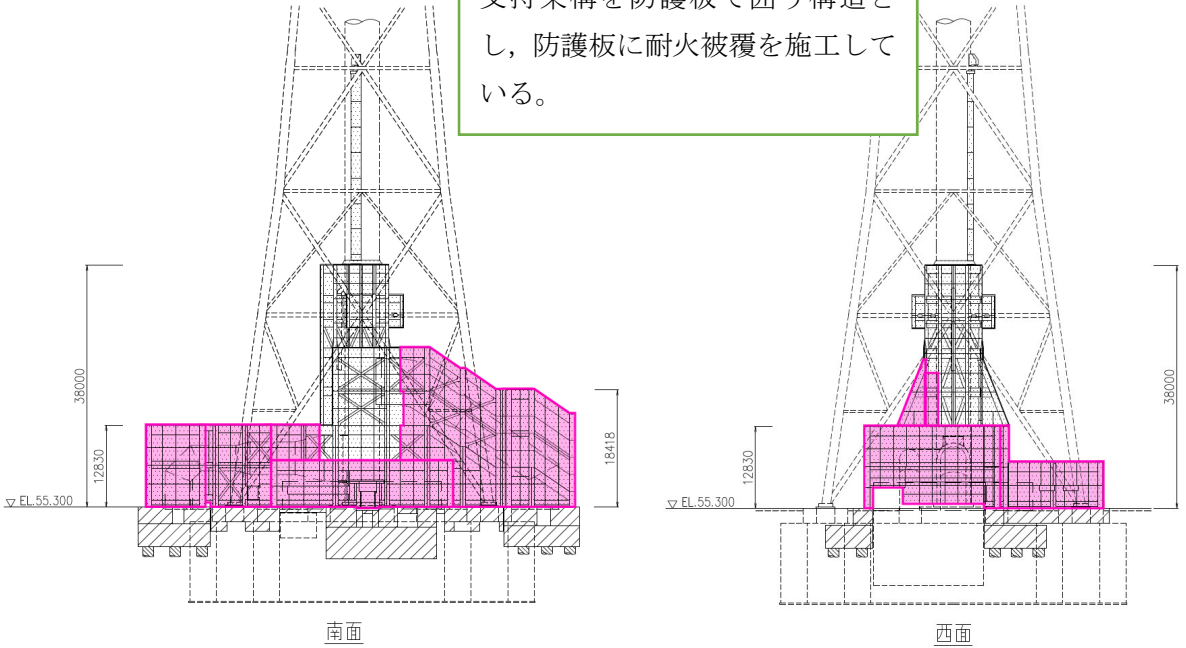 支持架構を防護板で囲う構造と
し，防護板に耐火被覆を施工して
いる。
38000
12830
18418
▽ EL.55.300
南面
38000
12830
▽ EL.55.300
西面